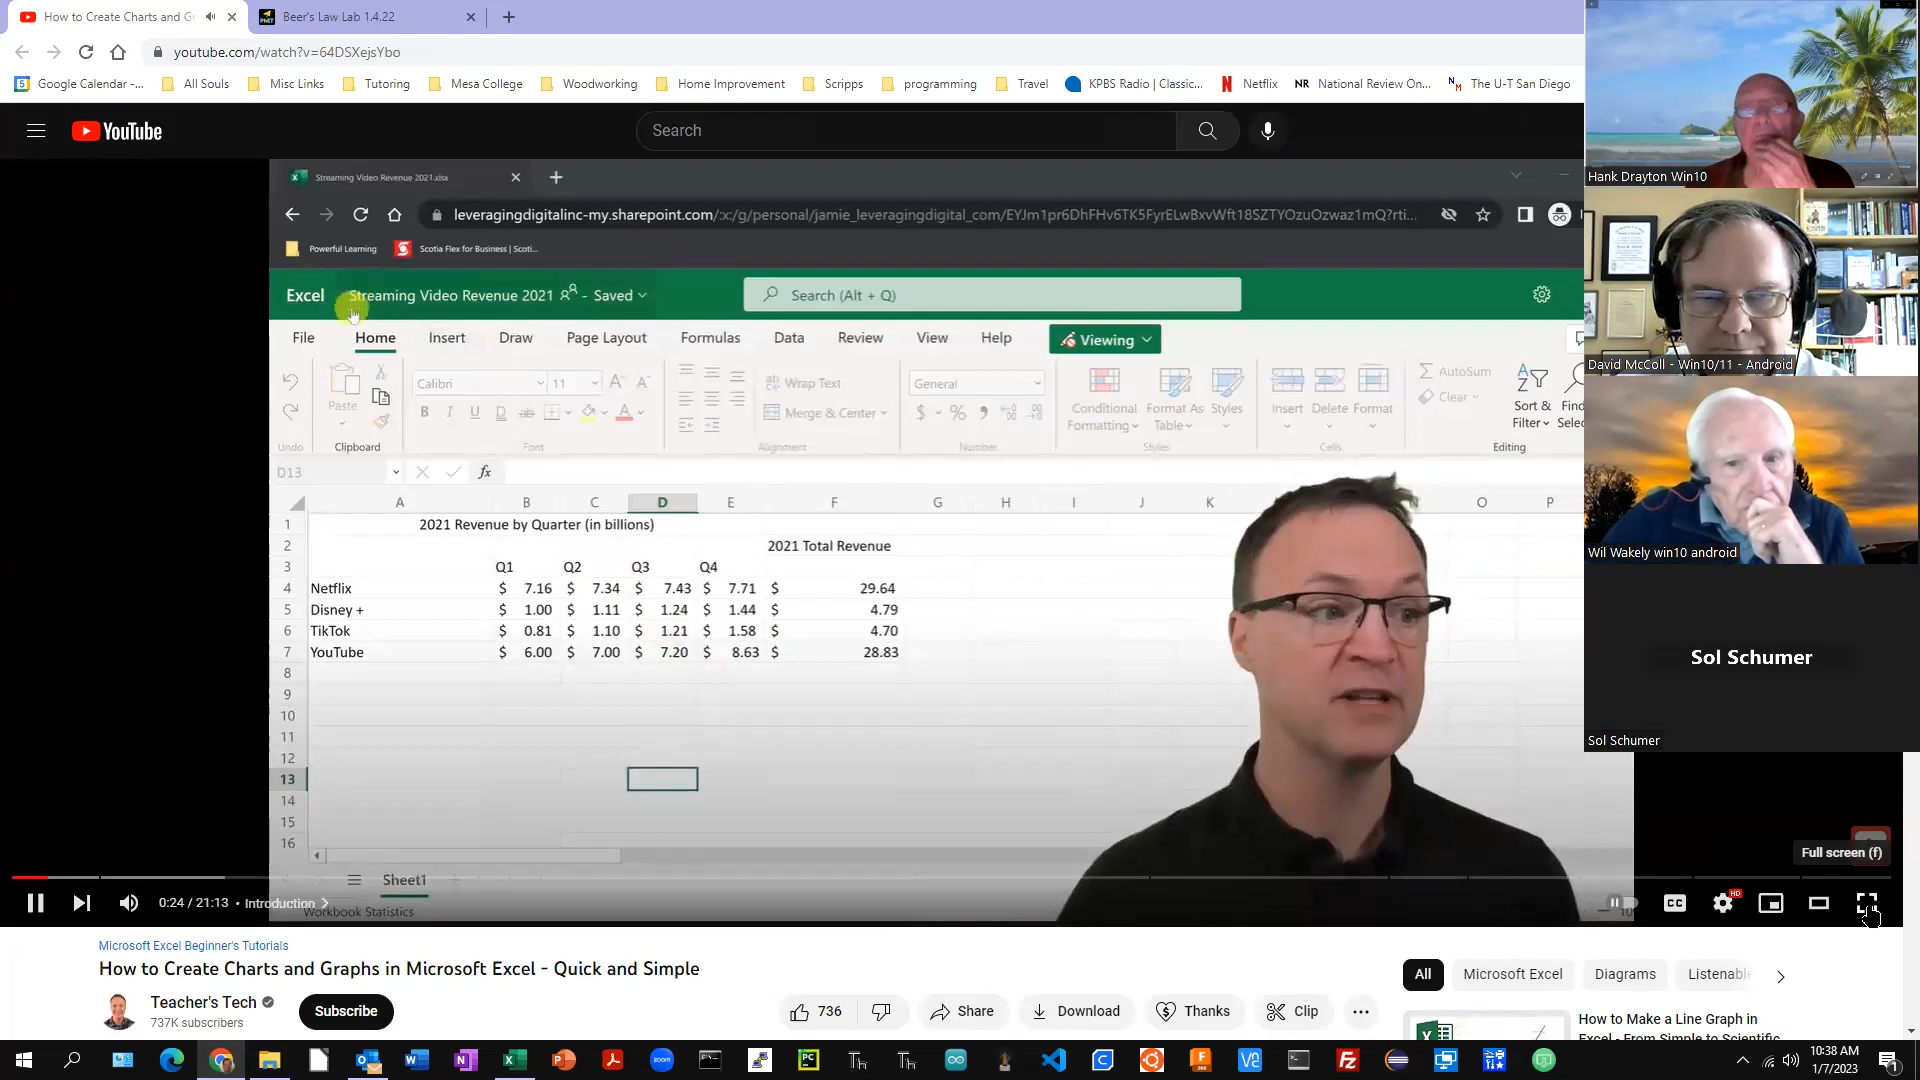 How to Create Charts and Gr
Beer's Law Lab 1.4.22
youtube.com/watch?v=64DSXejsYbo
Google Calendar -...
All Souls
Misc Links
Tutoring
Mesa College
Woodworking
Home Improvement
Scripps
programming
Travel
KPBS Radio | Classic...
Netflix
NR National Review On...
The U-T San Diego
YouTube
Search
Streaming Video Revenue 2021.xlsx
leveragingdigitalinc-my.sharepoint.com/:x:/g/personal/jamie_leveragingdigital_com/EYJm1pr6DhFHv6TK5FyrELwBxvWft18SZTYOzuOzwaz1mQ?rti...
Powerful Learning
Scotia Flex for Business | Scoti...
Excel
Streaming Video Revenue 2021 - Saved
Search (Alt + Q)
File Home Insert Draw Page Layout Formulas Data Review View Help Viewing
Paste
Calibri 11
Wrap Text
Merge & Center
General
Conditional Formatting
Format As Table
Styles
Insert Delete Format
AutoSum
Clear
Sort & Filter
Undo Clipboard Font Alignment Number Styles Cells Editing
D13 fx
A B C D E F G H I J K N O P
1 2021 Revenue by Quarter (in billions)
2 2021 Total Revenue
3 Q1 Q2 Q3 Q4
4 Netflix $ 7.16 $ 7.34 $ 7.43 $ 7.71 $ 29.64
5 Disney + $ 1.00 $ 1.11 $ 1.24 $ 1.44 $ 4.79
6 TikTok $ 0.81 $ 1.10 $ 1.21 $ 1.58 $ 4.70
7 YouTube $ 6.00 $ 7.00 $ 7.20 $ 8.63 $ 28.83
8
9
10
11
12
13
14
15
16
Sheet1
Workbook Statistics
Full screen (f)
0:24 / 21:13 • Introduction
CC
HD
Hank Drayton Win10
David McColl - Win10/11 - Android
Wil Wakely win10 android
Sol Schumer
Sol Schumer
Microsoft Excel Beginner's Tutorials
How to Create Charts and Graphs in Microsoft Excel - Quick and Simple
Teacher's Tech
737K subscribers
Subscribe
736
Share
Download
Thanks
Clip
All
Microsoft Excel
Diagrams
Listenable
How to Make a Line Graph in
Excel - From Simple to Scientific
10:38 AM
1/7/2023